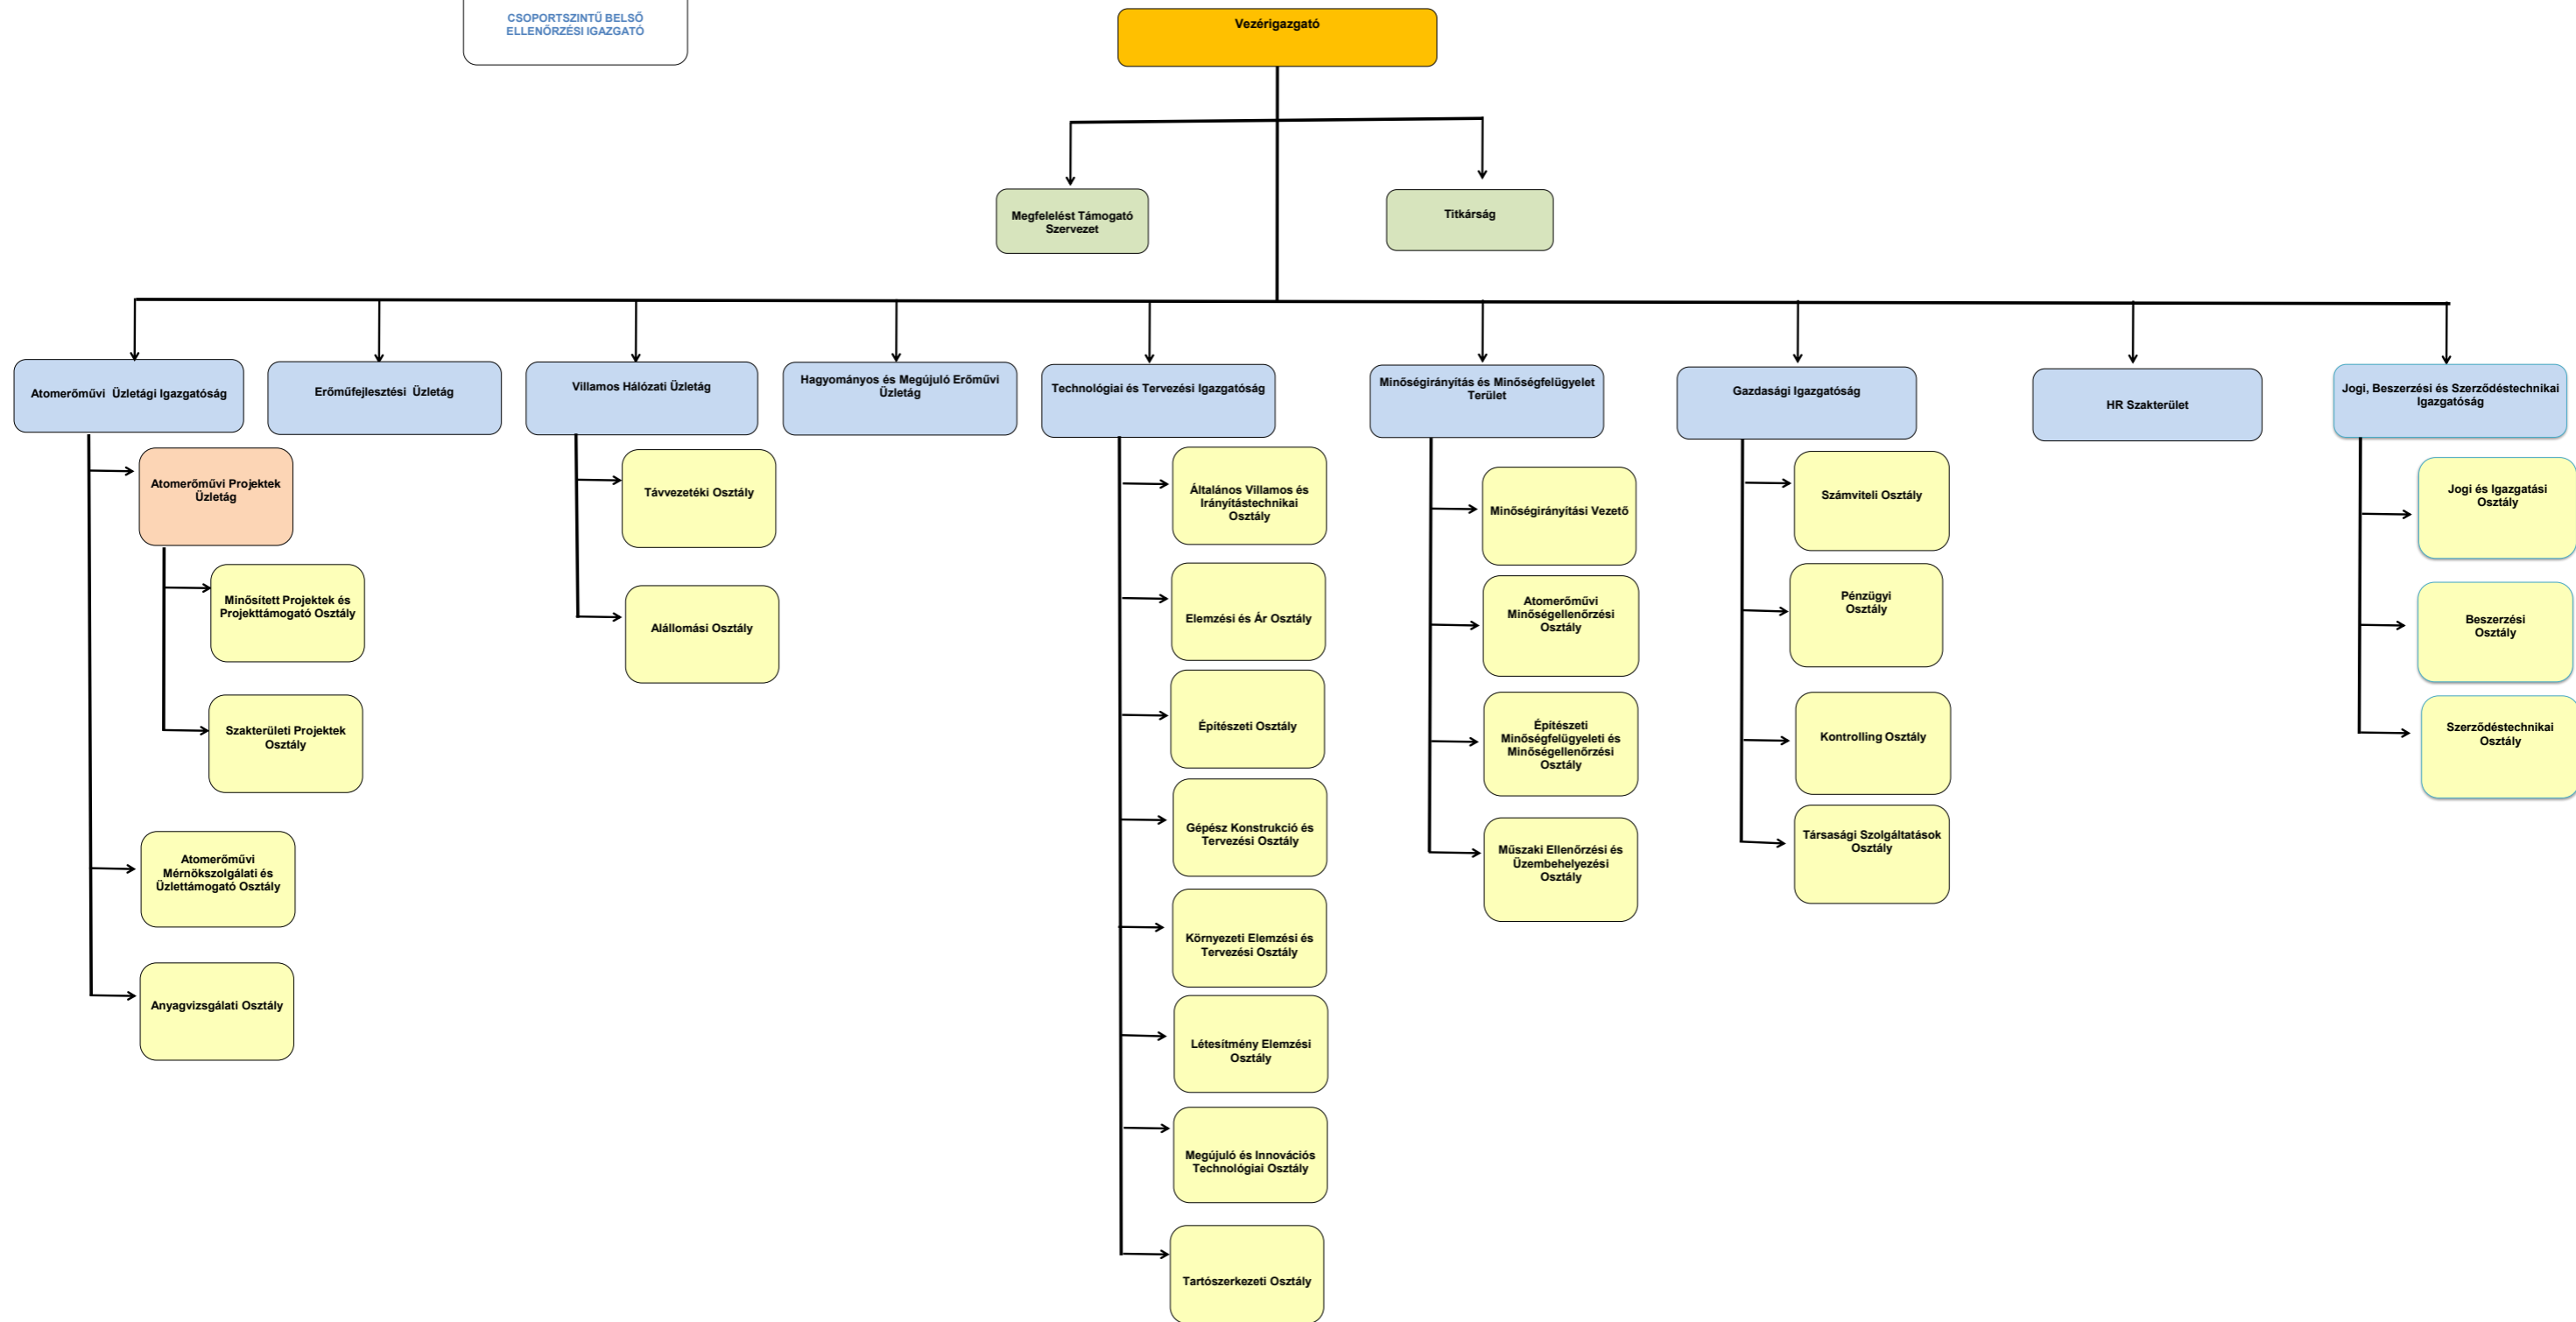 CSOPORTSZINTŰ BELSŐ
ELLENŐRZÉSI IGAZGATÓ
Vezérigazgató
Megfelelést Támogató
Szervezet
Titkárság
Atomerőművi Üzletági Igazgatóság
Erőműfejlesztési Üzletág
Villamos Hálózati Üzletág
Hagyományos és Megújuló Erőművi
Üzletág
Technológiai és Tervezési Igazgatóság
Minőségirányítás és Minőségfelügyelet
Terület
Gazdasági Igazgatóság
HR Szakterület
Jogi, Beszerzési és Szerződéstechnikai
Igazgatóság
Atomerőművi Projektek
Üzletág
Minősített Projektek és
Projekttámogató Osztály
Szakterületi Projektek
Osztály
Atomerőművi
Mérnökszolgálati és
Üzlettámogató Osztály
Anyagvizsgálati Osztály
Távvezetéki Osztály
Alállomási Osztály
Általános Villamos és
Irányítástechnikai
Osztály
Elemzési és Ár Osztály
Építészeti Osztály
Gépész Konstrukció és
Tervezési Osztály
Környezeti Elemzési és
Tervezési Osztály
Létesítmény Elemzési
Osztály
Megújuló és Innovációs
Technológiai Osztály
Tartószerkezeti Osztály
Minőségirányítási Vezető
Atomerőművi
Minőségellenőrzési
Osztály
Építészeti
Minőségfelügyeleti és
Minőségellenőrzési
Osztály
Műszaki Ellenőrzési és
Üzembehelyezési
Osztály
Számviteli Osztály
Pénzügyi
Osztály
Kontrolling Osztály
Társasági Szolgáltatások
Osztály
Jogi és Igazgatási
Osztály
Beszerzési
Osztály
Szerződéstechnikai
Osztály